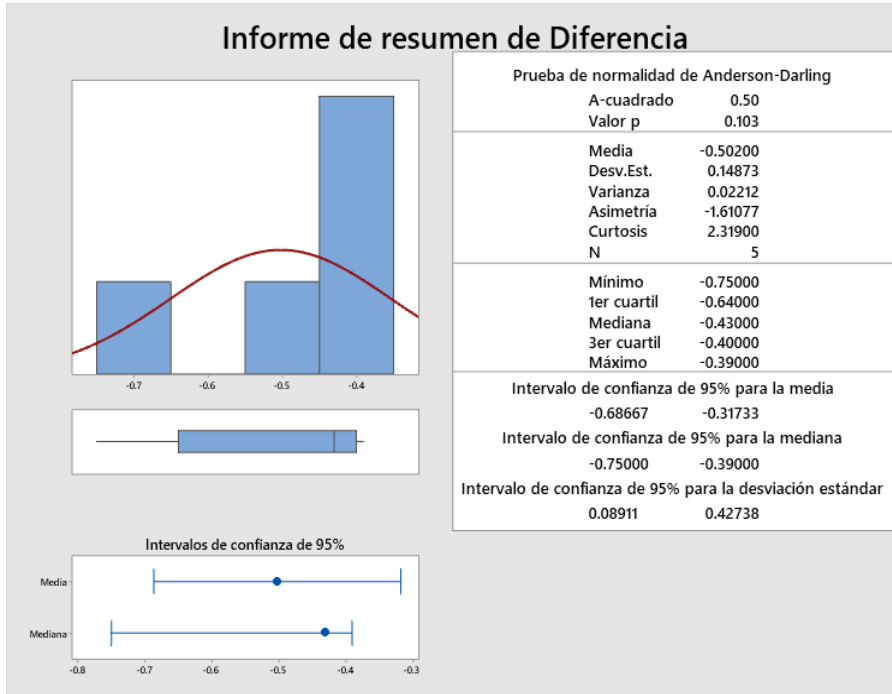 Informe de resumen de Diferencia
Prueba de normalidad de Anderson-Darling
A-cuadrado 0.50
Valor p 0.103
Media -0.50200
Desv.Est. 0.14873
Varianza 0.02212
Asimetría -1.61077
Curtosis 2.31900
N 5
Mínimo -0.75000
1er cuartil -0.64000
Mediana -0.43000
3er cuartil -0.40000
Máximo -0.39000
Intervalo de confianza de 95% para la media
-0.68667 -0.31733
Intervalo de confianza de 95% para la mediana
-0.75000 -0.39000
Intervalo de confianza de 95% para la desviación estándar
0.08911 0.42738
-0.7 -0.6 -0.5 -0.4
Intervalos de confianza de 95%
Media
Mediana
-0.8 -0.7 -0.6 -0.5 -0.4 -0.3